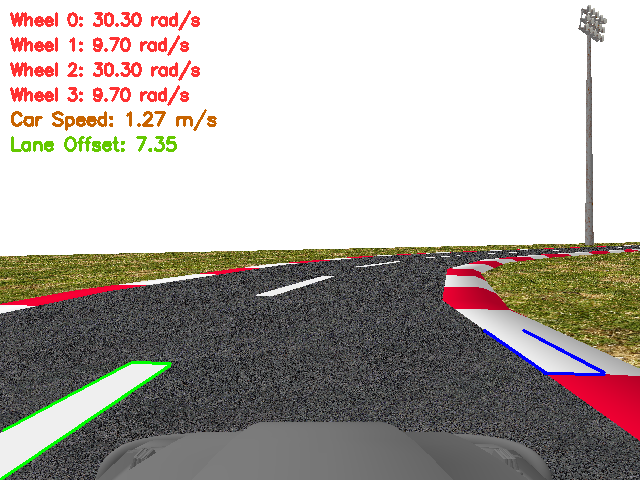 Wheel 0: 30.30 rad/s
Wheel 1: 9.70 rad/s
Wheel 2: 30.30 rad/s
Wheel 3: 9.70 rad/s
Car Speed: 1.27 m/s
Lane Offset: 7.35